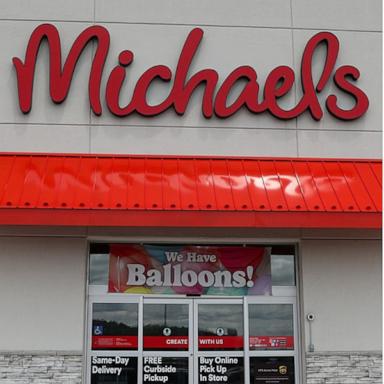 Michaels
We Have
Balloons!
CREATE WITH US
Same-Day
Delivery
FREE
Curbside
Pickup
Buy Online
Pick Up
In Store